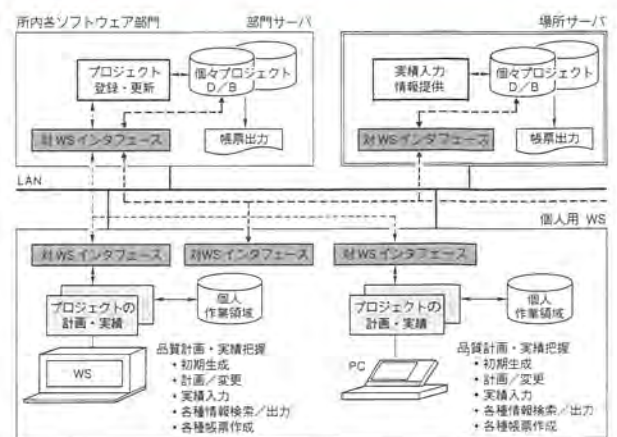 所内各ソフトウェア部門
部門サーバ
場所サーバ
プロジェクト
登録・更新
個々プロジェクト
D/B
実績入力
情報提供
個々プロジェクト
D/B
対WSインタフェース
帳票出力
対WSインタフェース
帳票出力
LAN
個人用 WS
対WSインタフェース
対WSインタフェース
対WSインタフェース
プロジェクトの
計画・実績
個人
作業領域
プロジェクトの
計画・実績
個人
作業領域
WS
品質計画・実績把握
・初期生成
・計画/変更
・実績入力
・各種情報検索/出力
・各種帳票作成
PC
品質計画・実績把握
・初期生成
・計画/変更
・実績入力
・各種情報検索/出力
・各種帳票作成